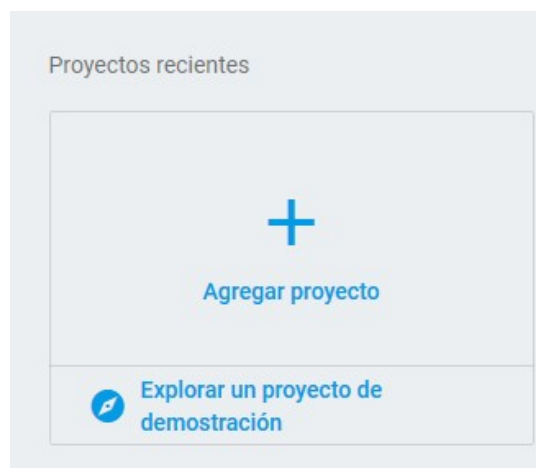 Proyectos recientes
Agregar proyecto
Explorar un proyecto de
demostración